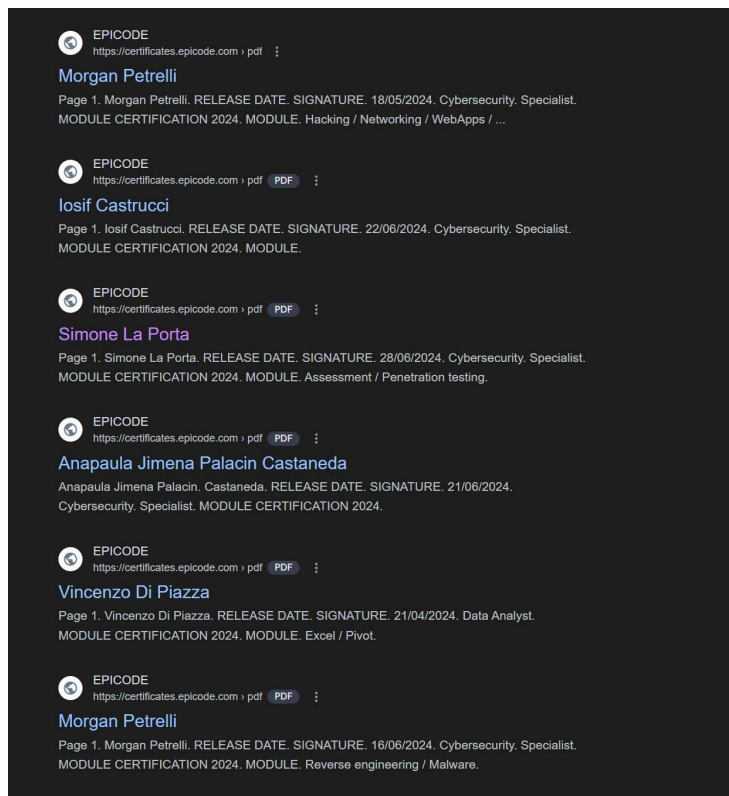 EPICODE
https://certificates.epicode.com › pdf
Morgan Petrelli
Page 1. Morgan Petrelli. RELEASE DATE. SIGNATURE. 18/05/2024. Cybersecurity. Specialist.
MODULE CERTIFICATION 2024. MODULE. Hacking / Networking / WebApps / ...
EPICODE
https://certificates.epicode.com › pdf PDF
Iosif Castrucci
Page 1. Iosif Castrucci. RELEASE DATE. SIGNATURE. 22/06/2024. Cybersecurity. Specialist.
MODULE CERTIFICATION 2024. MODULE.
EPICODE
https://certificates.epicode.com › pdf PDF
Simone La Porta
Page 1. Simone La Porta. RELEASE DATE. SIGNATURE. 28/06/2024. Cybersecurity. Specialist.
MODULE CERTIFICATION 2024. MODULE. Assessment / Penetration testing.
EPICODE
https://certificates.epicode.com › pdf PDF
Anapaula Jimena Palacin Castaneda
Anapaula Jimena Palacin. Castaneda. RELEASE DATE. SIGNATURE. 21/06/2024.
Cybersecurity. Specialist. MODULE CERTIFICATION 2024.
EPICODE
https://certificates.epicode.com › pdf PDF
Vincenzo Di Piazza
Page 1. Vincenzo Di Piazza. RELEASE DATE. SIGNATURE. 21/04/2024. Data Analyst.
MODULE CERTIFICATION 2024. MODULE. Excel / Pivot.
EPICODE
https://certificates.epicode.com › pdf PDF
Morgan Petrelli
Page 1. Morgan Petrelli. RELEASE DATE. SIGNATURE. 16/06/2024. Cybersecurity. Specialist.
MODULE CERTIFICATION 2024. MODULE. Reverse engineering / Malware.